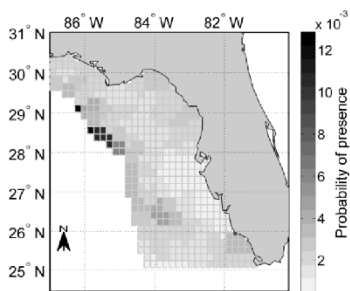 86° W 84° W 82° W
x 10⁻³
31° N
30° N
29° N
28° N
27° N
26° N
25° N
N
12
10
8
6
4
2
Probability of presence